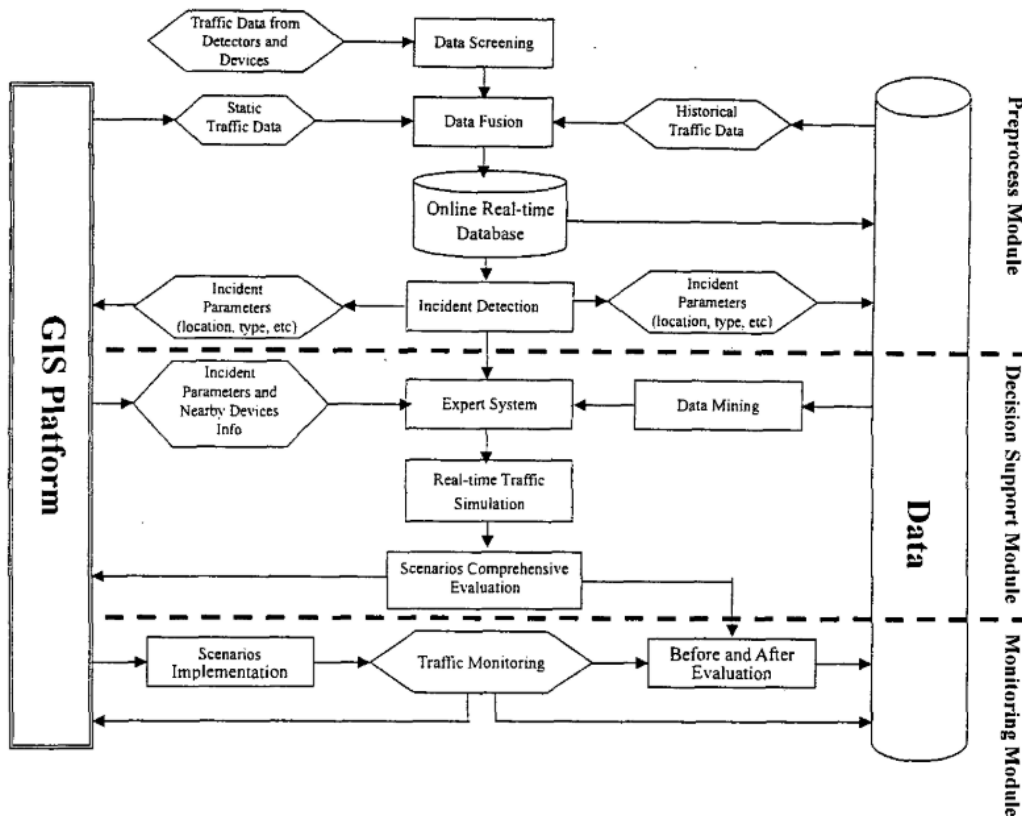 Traffic Data from
Detectors and
Devices
Data Screening
Static
Traffic Data
Data Fusion
Historical
Traffic Data
Online Real-time
Database
Incident
Parameters
(location, type, etc)
Incident Detection
Incident
Parameters
(location, type, etc)
Preprocess Module
GIS Platform
Incident
Parameters and
Nearby Devices
Info
Expert System
Data Mining
Real-time Traffic
Simulation
Scenarios Comprehensive
Evaluation
Data
Decision Support Module
Scenarios
Implementation
Traffic Monitoring
Before and After
Evaluation
Monitoring Module